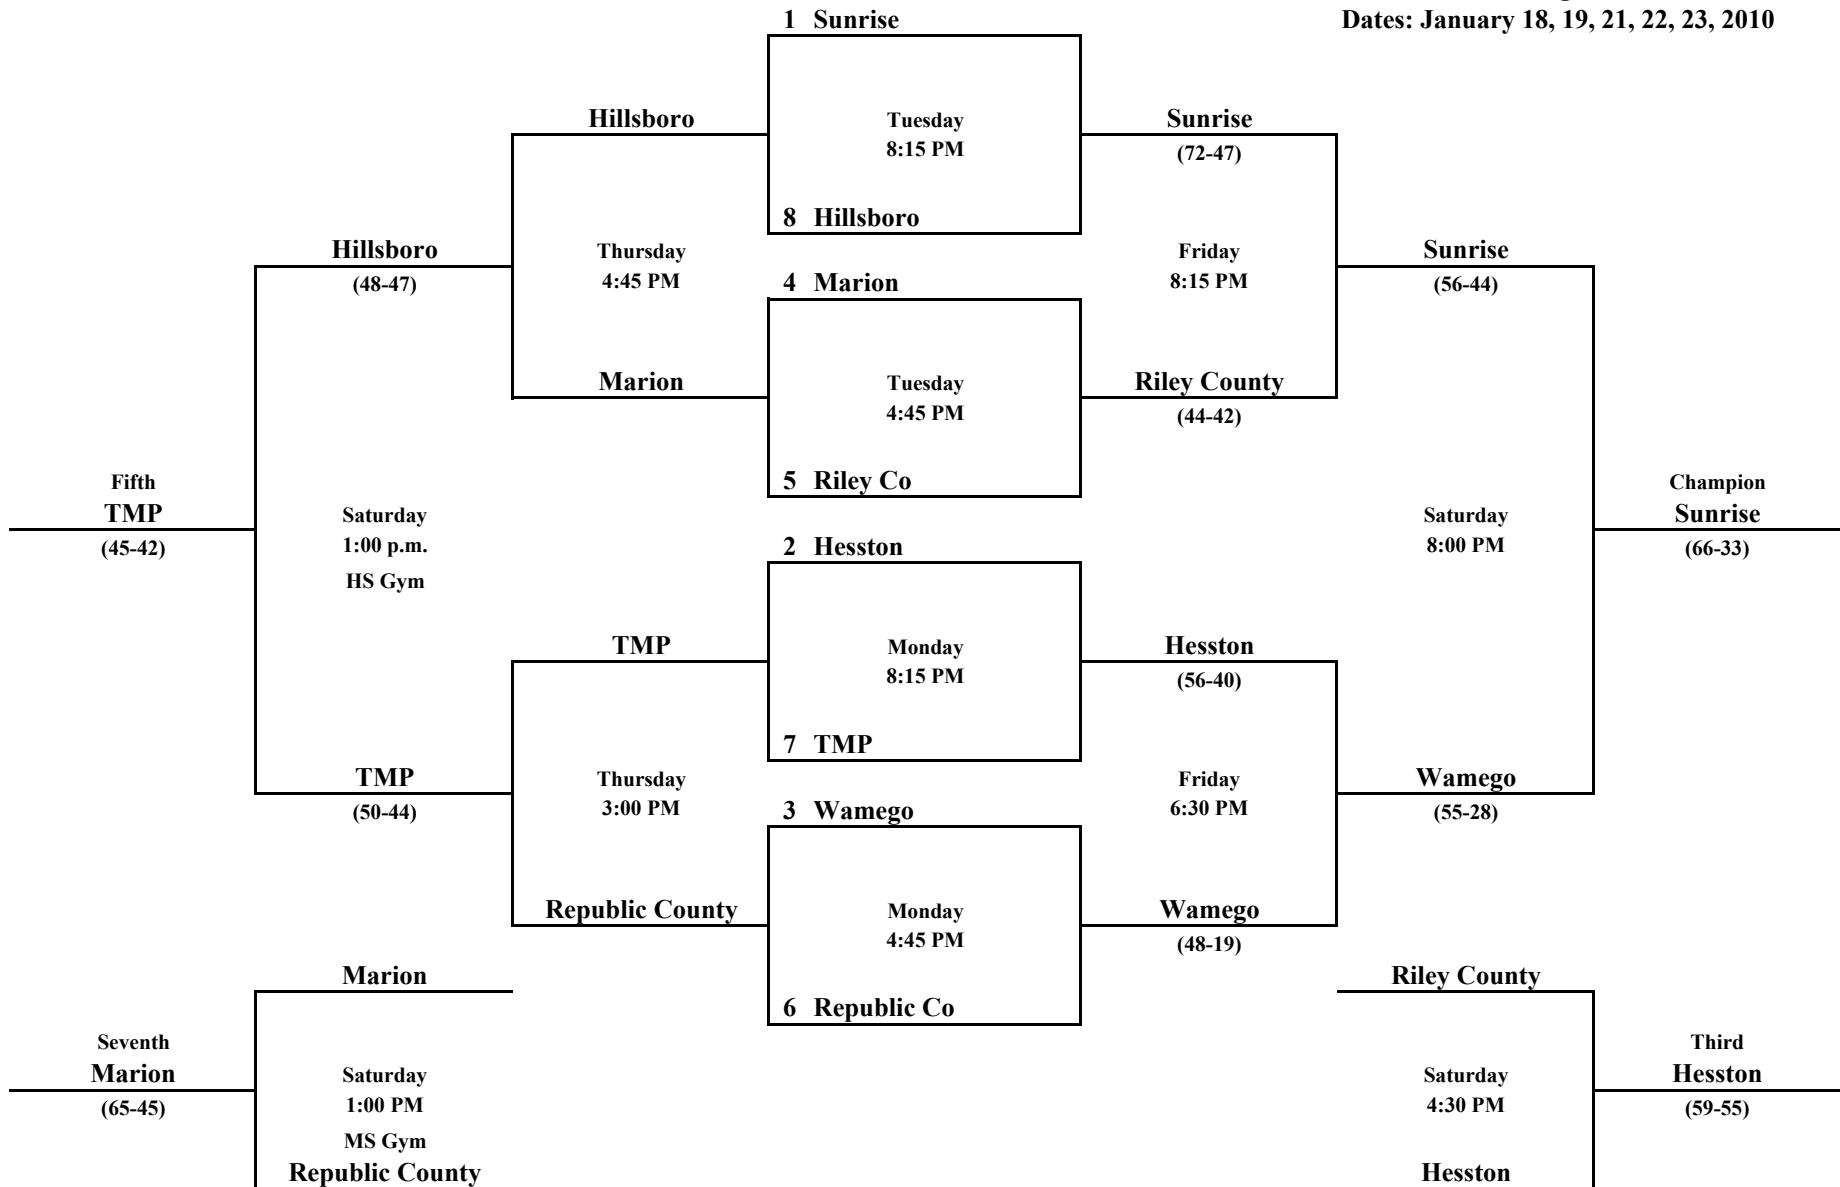 1 Sunrise
Dates: January 18, 19, 21, 22, 23, 2010
Hillsboro
Tuesday
8:15 PM
Sunrise
(72-47)
8 Hillsboro
Hillsboro
(48-47)
Thursday
4:45 PM
4 Marion
Friday
8:15 PM
Sunrise
(56-44)
Marion
Tuesday
4:45 PM
Riley County
(44-42)
5 Riley Co
Fifth
TMP
(45-42)
Saturday
1:00 p.m.
HS Gym
2 Hesston
Saturday
8:00 PM
Champion
Sunrise
(66-33)
TMP
Monday
8:15 PM
Hesston
(56-40)
7 TMP
TMP
(50-44)
Thursday
3:00 PM
3 Wamego
Friday
6:30 PM
Wamego
(55-28)
Republic County
Monday
4:45 PM
Wamego
(48-19)
6 Republic Co
Marion
Seventh
Marion
(65-45)
Saturday
1:00 PM
MS Gym
Republic County
Riley County
Saturday
4:30 PM
Third
Hesston
(59-55)
Hesston